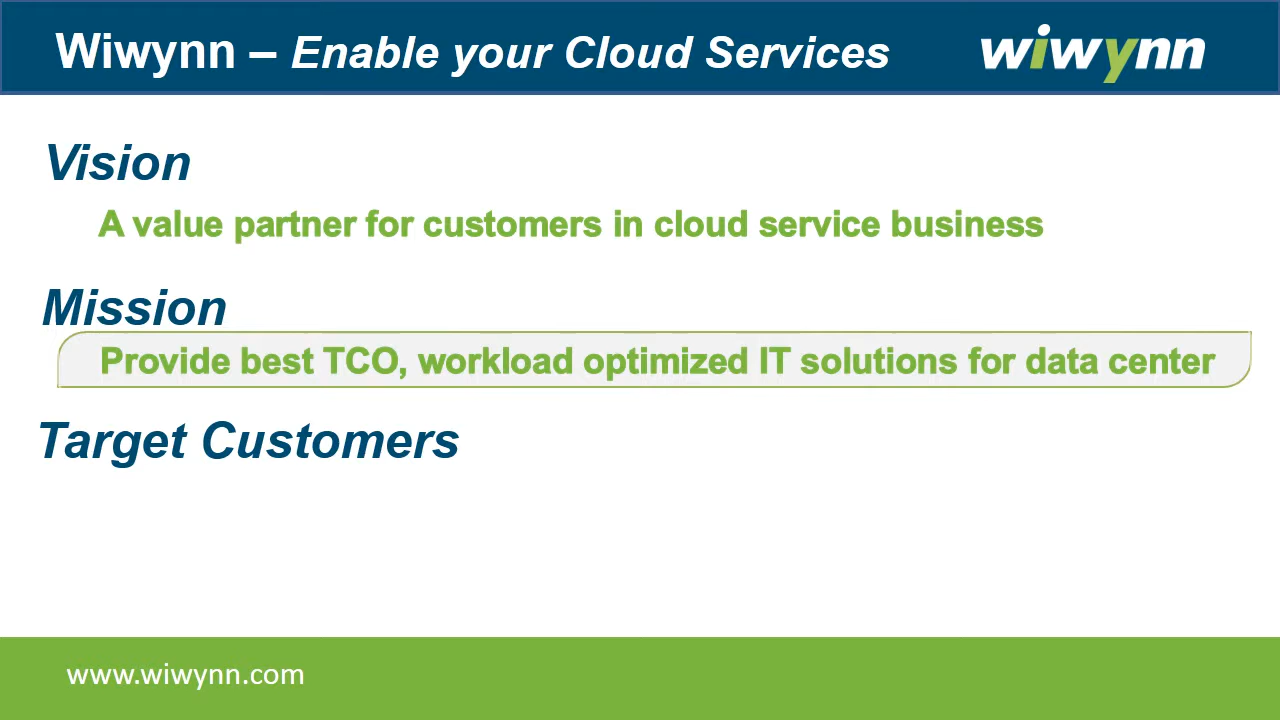 Wiwynn – Enable your Cloud Services
wiwynn
Vision
A value partner for customers in cloud service business
Mission
Provide best TCO, workload optimized IT solutions for data center
Target Customers
www.wiwynn.com